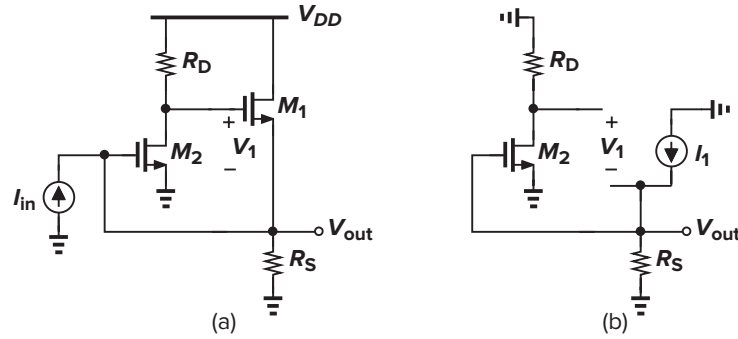 V_DD
R_D
M_1
+
V_1
−
M_2
I_in
V_out
R_S
(a)
R_D
M_2
+
V_1
−
I_1
V_out
R_S
(b)